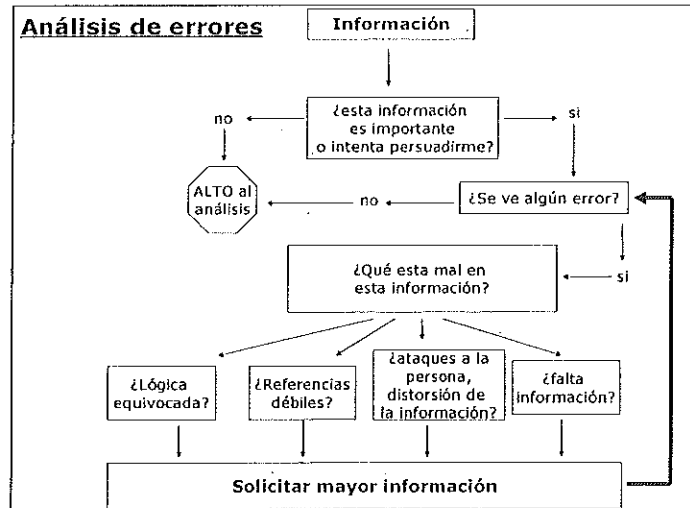 Análisis de errores
Información
¿esta información
es importante
o intenta persuadirme?
no
si
ALTO al
análisis
no
¿Se ve algún error?
¿Qué esta mal en
esta información?
si
¿Lógica
equivocada?
¿Referencias
débiles?
¿ataques a la
persona,
distorsión de
la información?
¿falta
información?
Solicitar mayor información